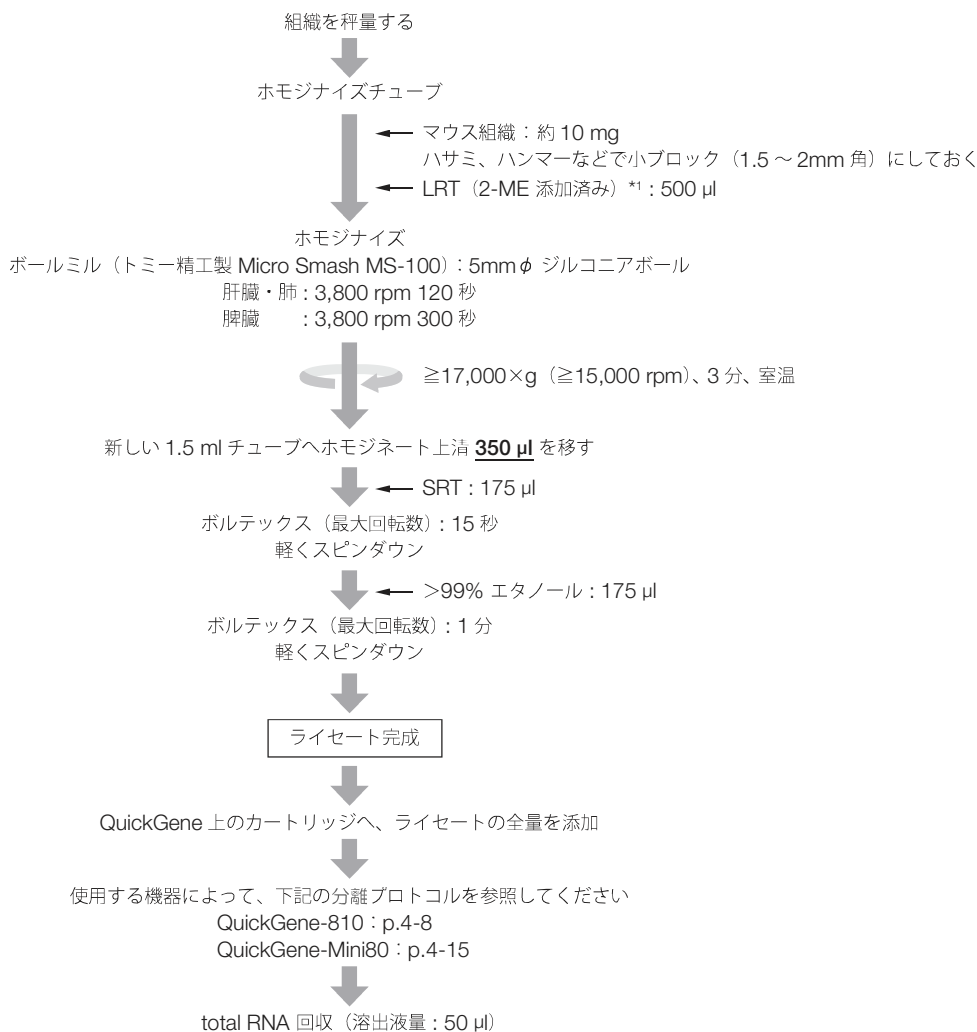 組織を秤量する
ホモジナイズチューブ
マウス組織：約 10 mg
ハサミ、ハンマーなどで小ブロック（1.5 ～ 2mm 角）にしておく
LRT（2-ME 添加済み）*1 : 500 µl
ホモジナイズ
ボールミル（トミー精工製 Micro Smash MS-100）: 5mmφ ジルコニアボール
肝臓・肺 : 3,800 rpm 120 秒
脾臓 : 3,800 rpm 300 秒
≧17,000×g（≧15,000 rpm）、3 分、室温
新しい 1.5 ml チューブへホモジネート上清 350 µl を移す
SRT : 175 µl
ボルテックス（最大回転数）: 15 秒
軽くスピンダウン
＞99% エタノール : 175 µl
ボルテックス（最大回転数）: 1 分
軽くスピンダウン
ライセート完成
QuickGene 上のカートリッジへ、ライセートの全量を添加
使用する機器によって、下記の分離プロトコルを参照してください
QuickGene-810 : p.4-8
QuickGene-Mini80 : p.4-15
total RNA 回収（溶出液量 : 50 µl）